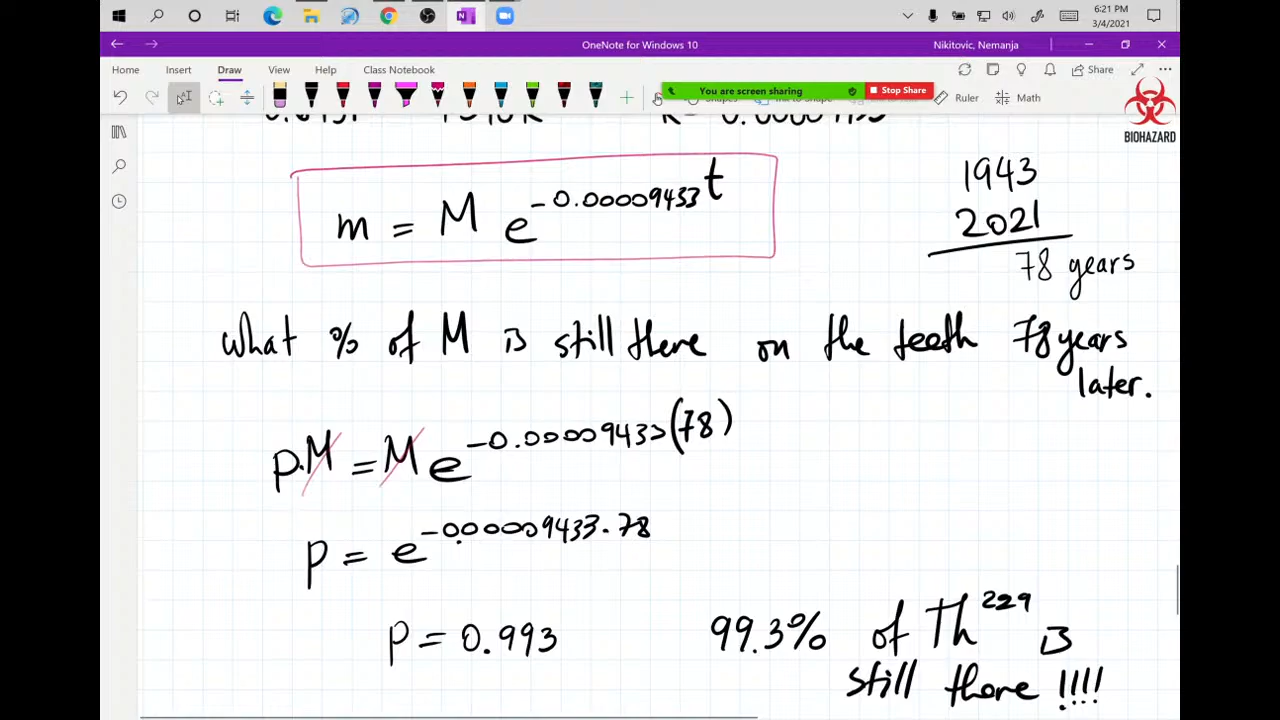 6:21 PM
3/4/2021
OneNote for Windows 10
Nikitovic, Nemanja
Home Insert Draw View Help Class Notebook
Share
You are screen sharing Stop Share
Ruler Math
BIOHAZARD
m = M e^-0.00009433 t
1943
2021
78 years
What % of M is still there on the teeth 78 years
later.
p.M = M e^-0.00009433(78)
p = e^-0.00009433.78
p = 0.993
99.3% of Th^229 is
still there !!!!